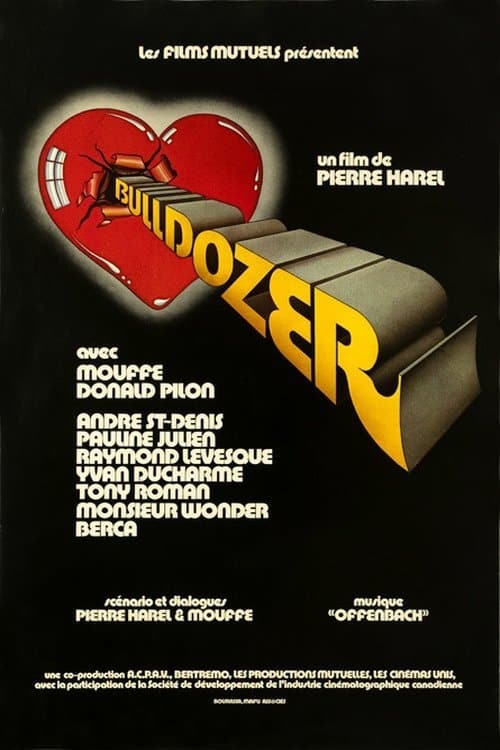 Les FILMS MUTUELS présentent
un film de
PIERRE HAREL
BULLDOZER
avec
MOUFFE
DONALD PILON
ANDRE ST-DENIS
PAULINE JULIEN
RAYMOND LEVESQUE
YVAN DUCHARME
TONY ROMAN
MONSIEUR WONDER
BERCA
scénario et dialogues
PIERRE HAREL & MOUFFE
musique
"OFFENBACH"
une co-production A.C.P.A.V., BERTREMO, LES PRODUCTIONS MUTUELLES, LES CINÉMAS UNIS,
avec la participation de la Société de développement de l'industrie cinématographique canadienne